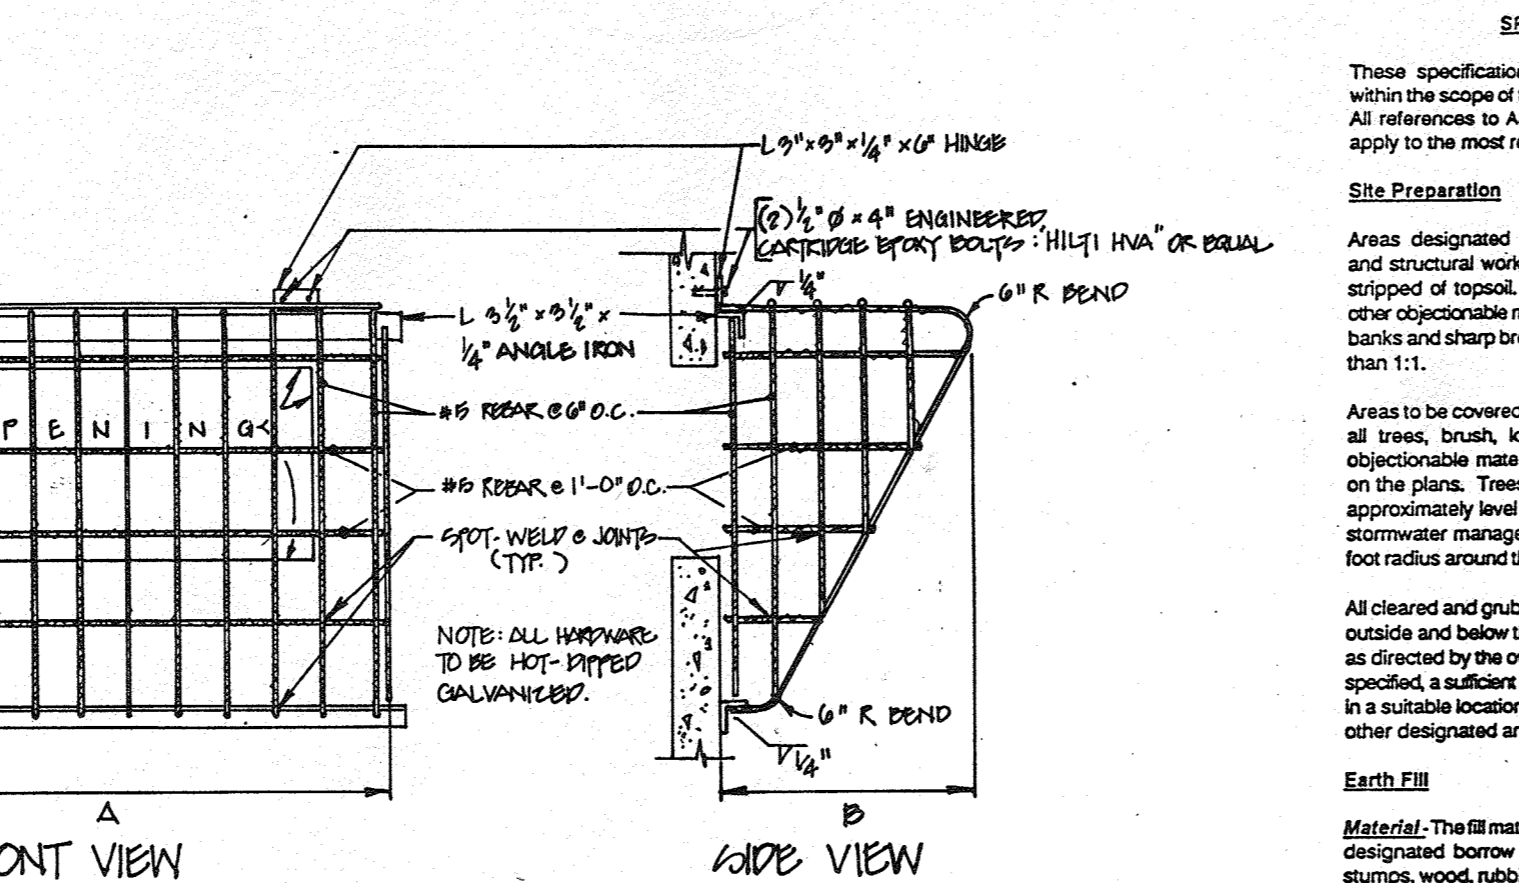 L 3" x 3" x 1/4" x 6" HINGE
(2) 1/2" Ø x 4" ENGINEERED,
CARTRIDGE EPOXY BOLTS : "HILTI HVA" OR EQUAL
1/4"
6" R BEND
L 3 1/2" x 3 1/2" x
1/4" ANGLE IRON
#5 REBAR @ 6" O.C.
P E N I N G
#5 REBAR @ 1'-0" O.C.
SPOT-WELD @ JOINTS
(TYP.)
NOTE: ALL HARDWARE
TO BE HOT-DIPPED
GALVANIZED.
6" R BEND
1/4"
A
B
ONT VIEW
SIDE VIEW
These specification
within the scope of
All references to A
apply to the most r
Site Preparation
Areas designated
and structural work
stripped of topsoil.
other objectionable m
banks and sharp br
than 1:1.
Areas to be covered
all trees, brush, l
objectionable mate
on the plans. Trees
approximately level
stormwater manage
foot radius around t
All cleared and grub
outside and below t
as directed by the o
specified, a sufficient
in a suitable location
other designated a
Earth Fill
Material - The fill mat
designated borrow
stumps, wood, rubb